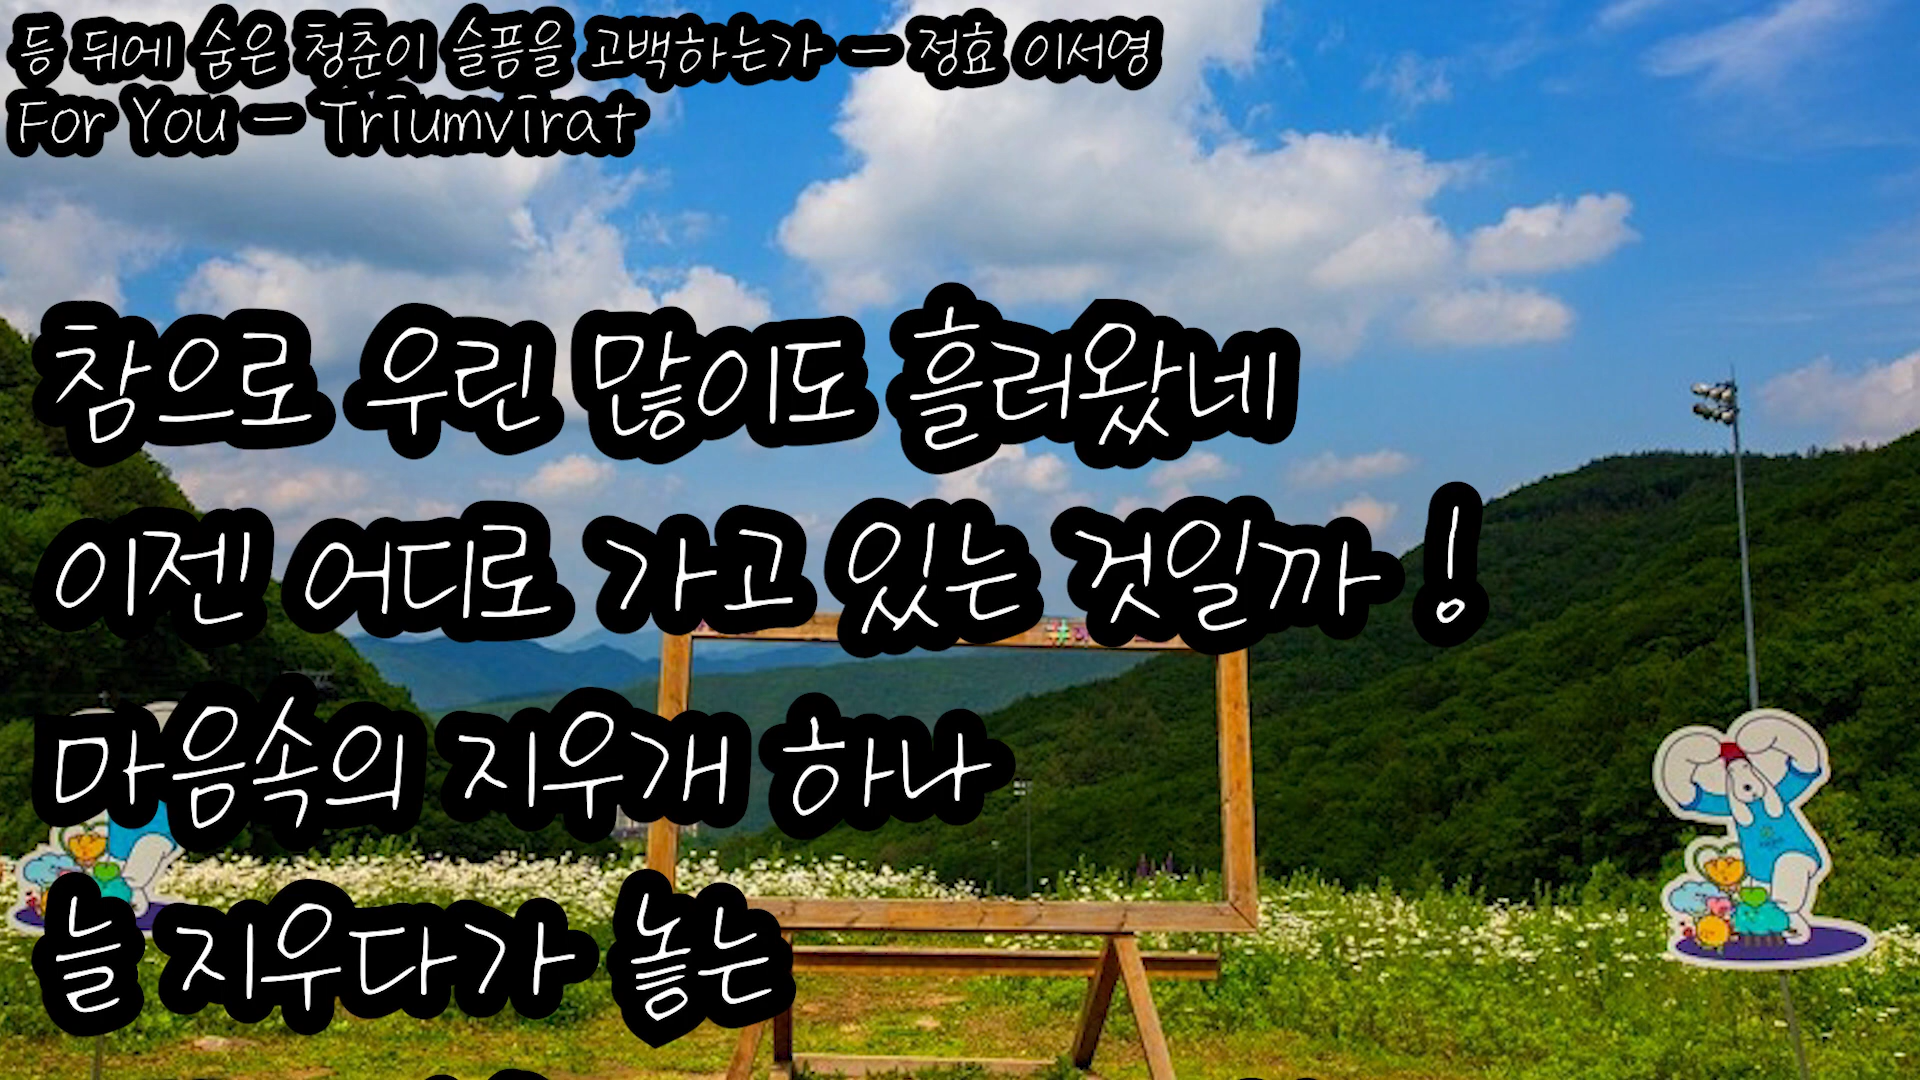 등 뒤에 숨은 청춘이 슬픔을 고백하는가 - 정효 이서영
For You - Triumvirat
참으로 우린 많이도 흘러왔네
이젠 어디로 가고 있는 것일까 !
마음속의 지우개 하나
늘 지우다가 놓는